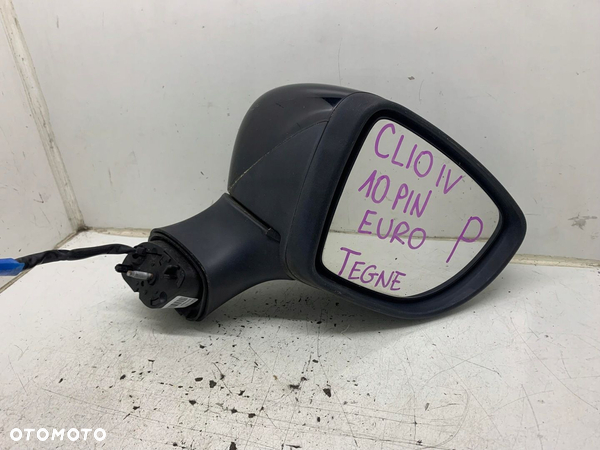 CLIO IV
10 PIN
EURO
P
TEGNE
OTOMOTO